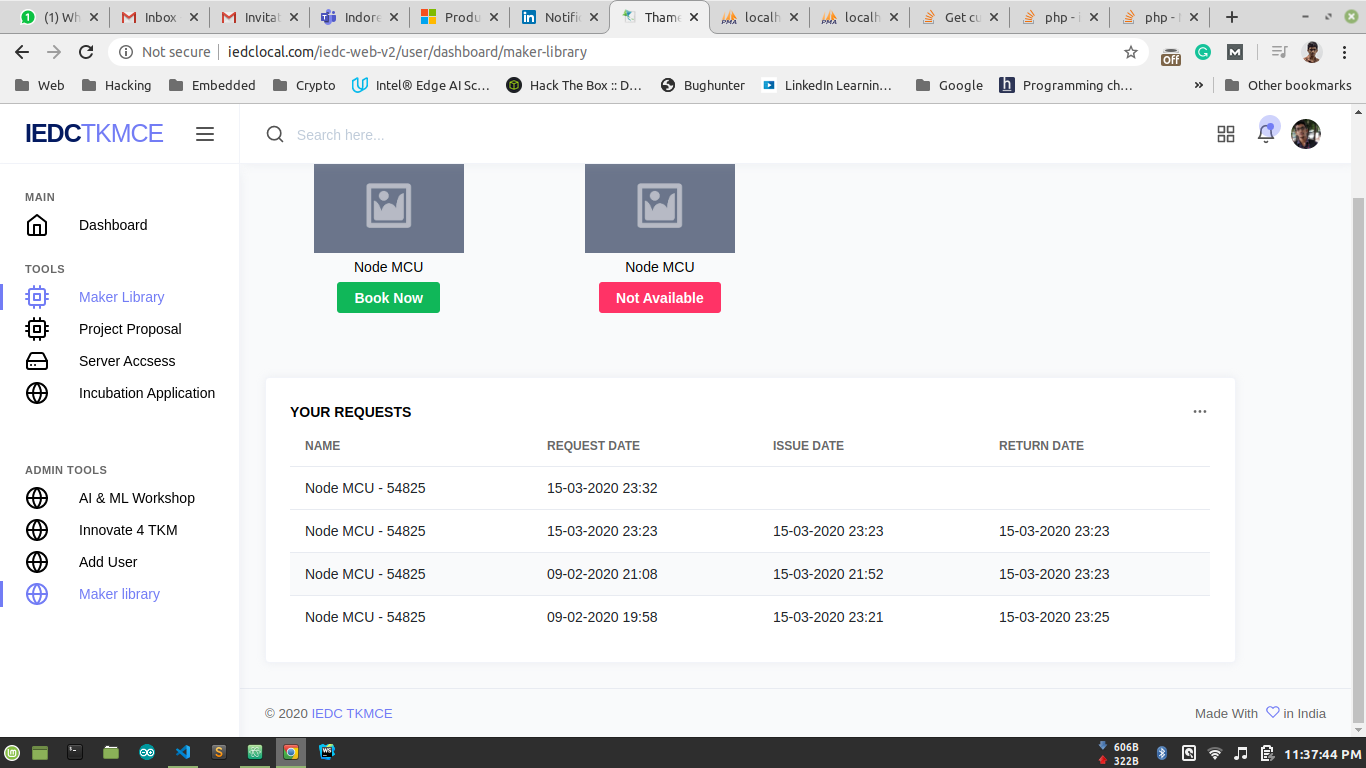 (1) Wh
Inbox
Invitat
Indore
Produ
Notifi
Thame
localh
localh
Get cu
php - i
php -
Not secure
iedclocal.com/iedc-web-v2/user/dashboard/maker-library
Off
Web
Hacking
Embedded
Crypto
Intel® Edge AI Sc…
Hack The Box :: D…
Bughunter
LinkedIn Learnin…
Google
Programming ch…
»
Other bookmarks
IEDCTKMCE
Search here...
MAIN
Dashboard
TOOLS
Maker Library
Project Proposal
Server Accsess
Incubation Application
ADMIN TOOLS
AI & ML Workshop
Innovate 4 TKM
Add User
Maker library
Node MCU
Book Now
Node MCU
Not Available
YOUR REQUESTS
NAME REQUEST DATE ISSUE DATE RETURN DATE
Node MCU - 54825 15-03-2020 23:32
Node MCU - 54825 15-03-2020 23:23 15-03-2020 23:23 15-03-2020 23:23
Node MCU - 54825 09-02-2020 21:08 15-03-2020 21:52 15-03-2020 23:23
Node MCU - 54825 09-02-2020 19:58 15-03-2020 23:21 15-03-2020 23:25
© 2020 IEDC TKMCE
Made With in India
606B
322B
11:37:44 PM